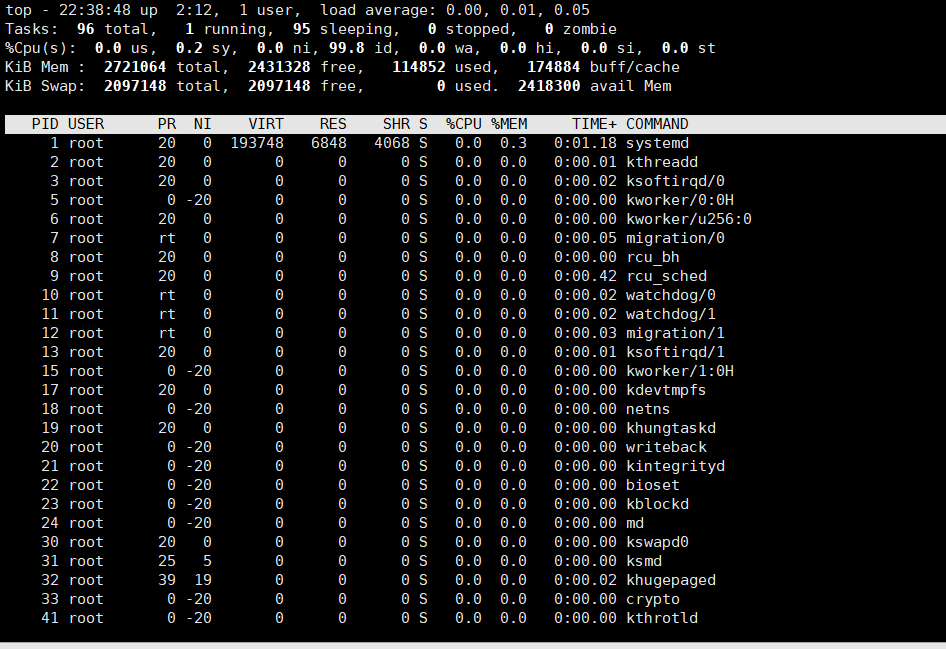 top - 22:38:48 up  2:12,  1 user,  load average: 0.00, 0.01, 0.05
Tasks:  96 total,   1 running,  95 sleeping,   0 stopped,   0 zombie
%Cpu(s):  0.0 us,  0.2 sy,  0.0 ni, 99.8 id,  0.0 wa,  0.0 hi,  0.0 si,  0.0 st
KiB Mem :  2721064 total,  2431328 free,   114852 used,   174884 buff/cache
KiB Swap:  2097148 total,  2097148 free,        0 used.  2418300 avail Mem
   PID USER      PR  NI    VIRT    RES    SHR S  %CPU %MEM     TIME+ COMMAND
     1 root      20   0  193748   6848   4068 S   0.0  0.3   0:01.18 systemd
     2 root      20   0       0      0      0 S   0.0  0.0   0:00.01 kthreadd
     3 root      20   0       0      0      0 S   0.0  0.0   0:00.02 ksoftirqd/0
     5 root       0 -20       0      0      0 S   0.0  0.0   0:00.00 kworker/0:0H
     6 root      20   0       0      0      0 S   0.0  0.0   0:00.00 kworker/u256:0
     7 root      rt   0       0      0      0 S   0.0  0.0   0:00.05 migration/0
     8 root      20   0       0      0      0 S   0.0  0.0   0:00.00 rcu_bh
     9 root      20   0       0      0      0 S   0.0  0.0   0:00.42 rcu_sched
    10 root      rt   0       0      0      0 S   0.0  0.0   0:00.02 watchdog/0
    11 root      rt   0       0      0      0 S   0.0  0.0   0:00.02 watchdog/1
    12 root      rt   0       0      0      0 S   0.0  0.0   0:00.03 migration/1
    13 root      20   0       0      0      0 S   0.0  0.0   0:00.01 ksoftirqd/1
    15 root       0 -20       0      0      0 S   0.0  0.0   0:00.00 kworker/1:0H
    17 root      20   0       0      0      0 S   0.0  0.0   0:00.00 kdevtmpfs
    18 root       0 -20       0      0      0 S   0.0  0.0   0:00.00 netns
    19 root      20   0       0      0      0 S   0.0  0.0   0:00.00 khungtaskd
    20 root       0 -20       0      0      0 S   0.0  0.0   0:00.00 writeback
    21 root       0 -20       0      0      0 S   0.0  0.0   0:00.00 kintegrityd
    22 root       0 -20       0      0      0 S   0.0  0.0   0:00.00 bioset
    23 root       0 -20       0      0      0 S   0.0  0.0   0:00.00 kblockd
    24 root       0 -20       0      0      0 S   0.0  0.0   0:00.00 md
    30 root      20   0       0      0      0 S   0.0  0.0   0:00.00 kswapd0
    31 root      25   5       0      0      0 S   0.0  0.0   0:00.00 ksmd
    32 root      39  19       0      0      0 S   0.0  0.0   0:00.02 khugepaged
    33 root       0 -20       0      0      0 S   0.0  0.0   0:00.00 crypto
    41 root       0 -20       0      0      0 S   0.0  0.0   0:00.00 kthrotld